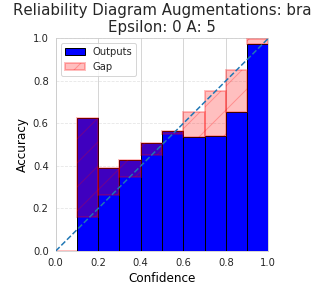 Reliability Diagram Augmentations: bra
Epsilon: 0 A: 5
1.0
Outputs
Gap
0.8
0.6
0.4
0.2
0.0
Accuracy
0.0 0.2 0.4 0.6 0.8 1.0
Confidence